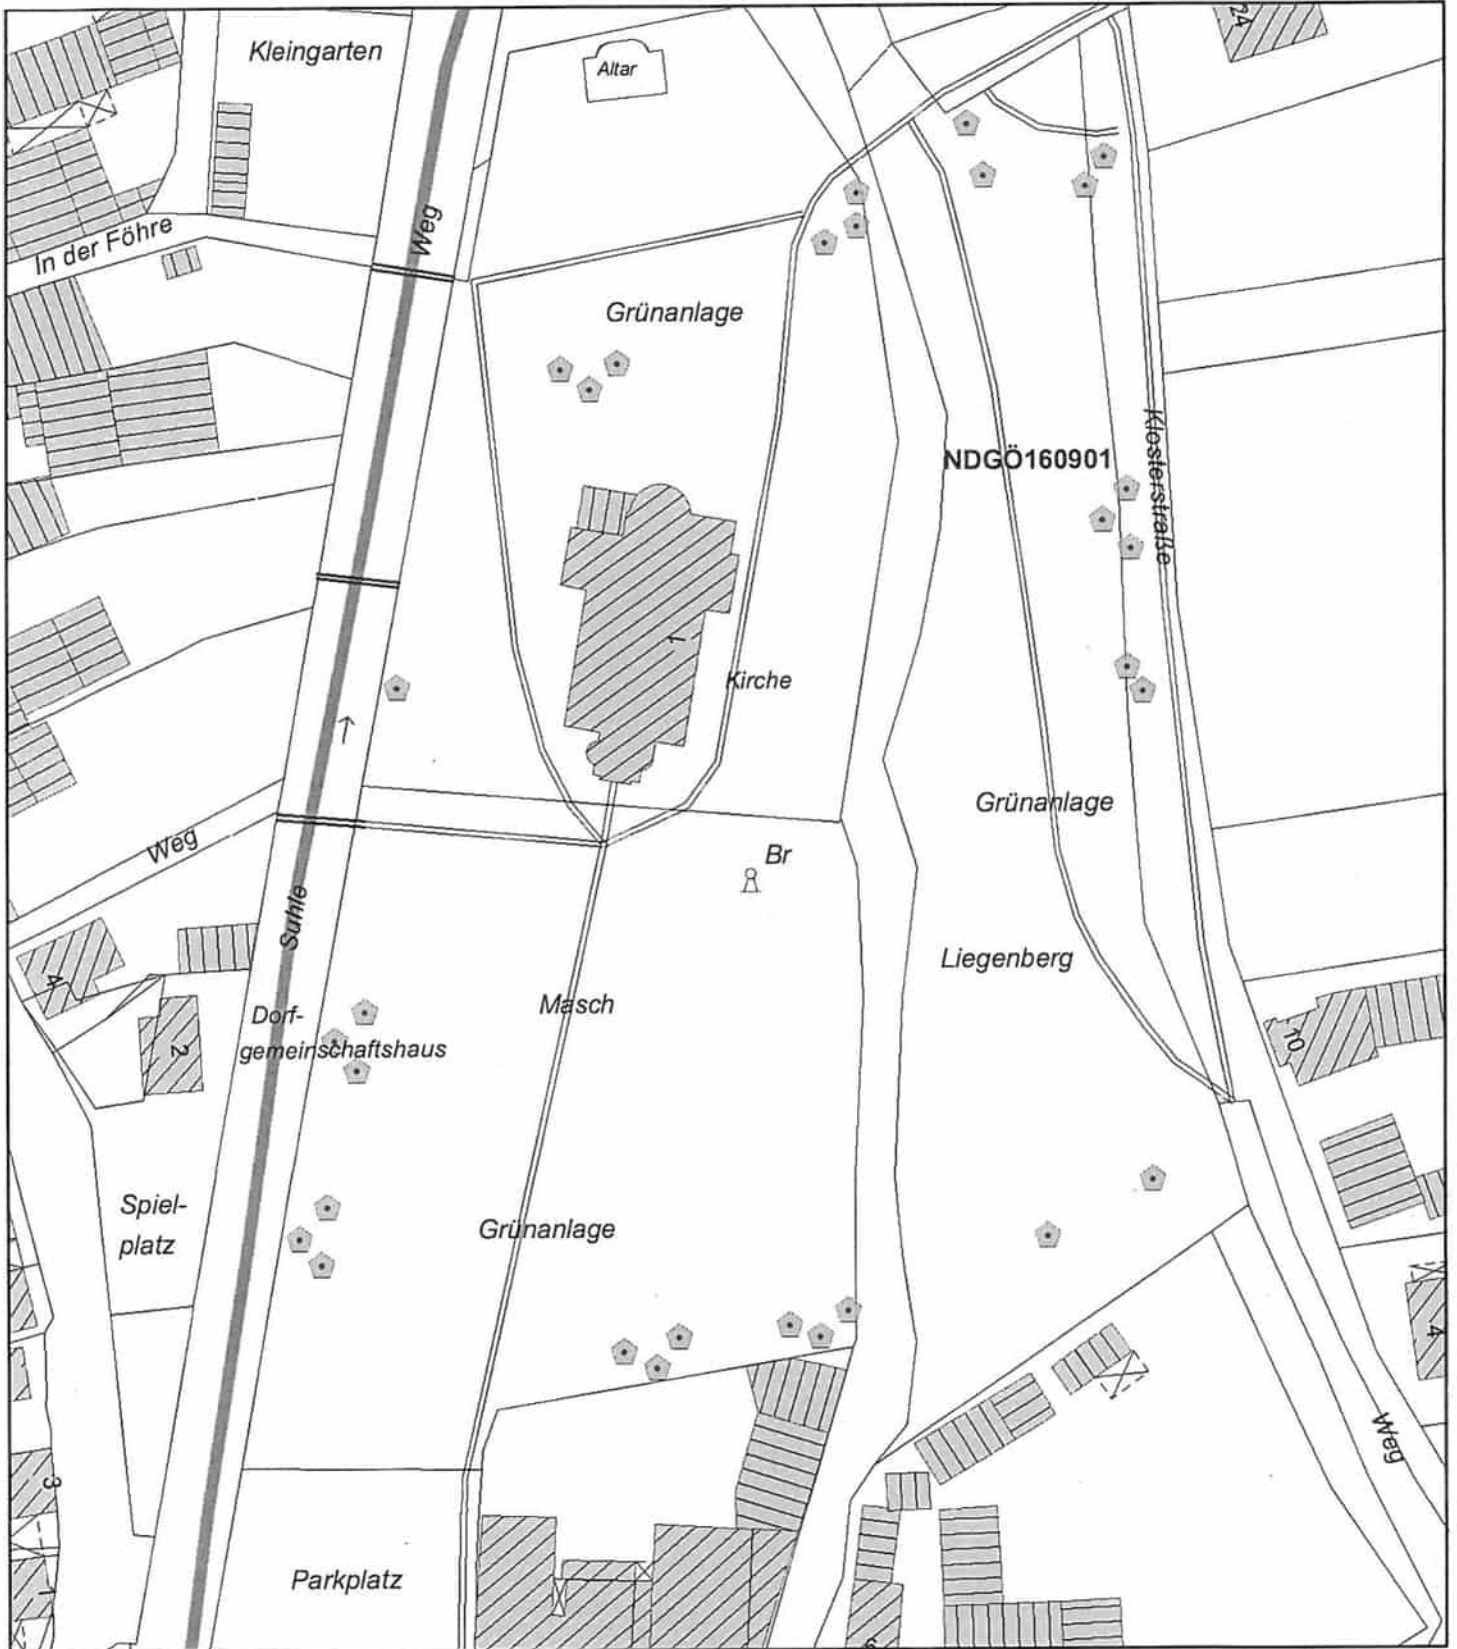 24
Kleingarten
Altar
In der Föhre
Weg
Grünanlage
Klosterstraße
NDGÖ160901
1
Kirche
Grünanlage
Weg
Br
Suhle
Liegenberg
4
Masch
Dorf-
gemeinschaftshaus
2
10
Spiel-
platz
Grünanlage
4
Weg
3
Parkplatz
1